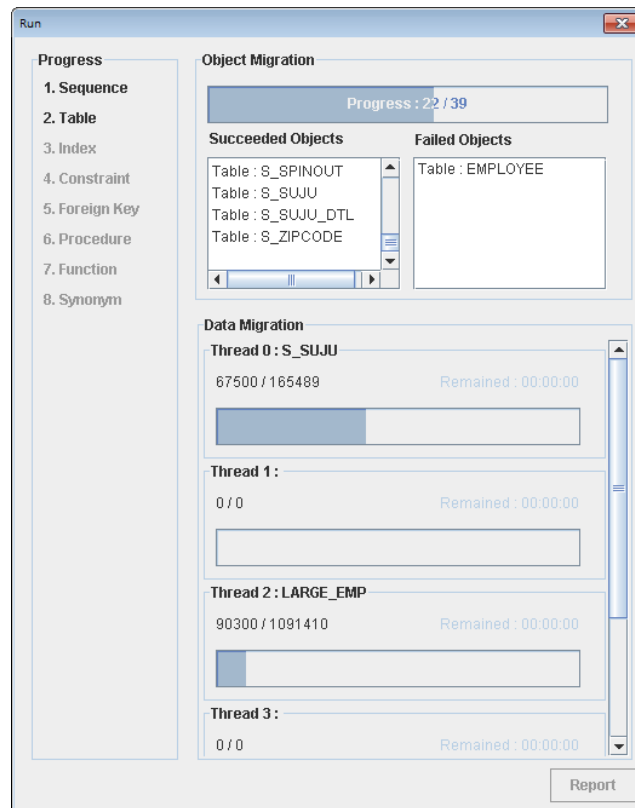 Run
Progress
1. Sequence
2. Table
3. Index
4. Constraint
5. Foreign Key
6. Procedure
7. Function
8. Synonym
Object Migration
Progress : 22 / 39
Succeeded Objects
Failed Objects
Table : S_SPINOUT
Table : S_SUJU
Table : S_SUJU_DTL
Table : S_ZIPCODE
Table : EMPLOYEE
Data Migration
Thread 0 : S_SUJU
67500 / 165489 Remained : 00:00:00
Thread 1 :
0 / 0 Remained : 00:00:00
Thread 2 : LARGE_EMP
90300 / 1091410 Remained : 00:00:00
Thread 3 :
0 / 0 Remained : 00:00:00
Report